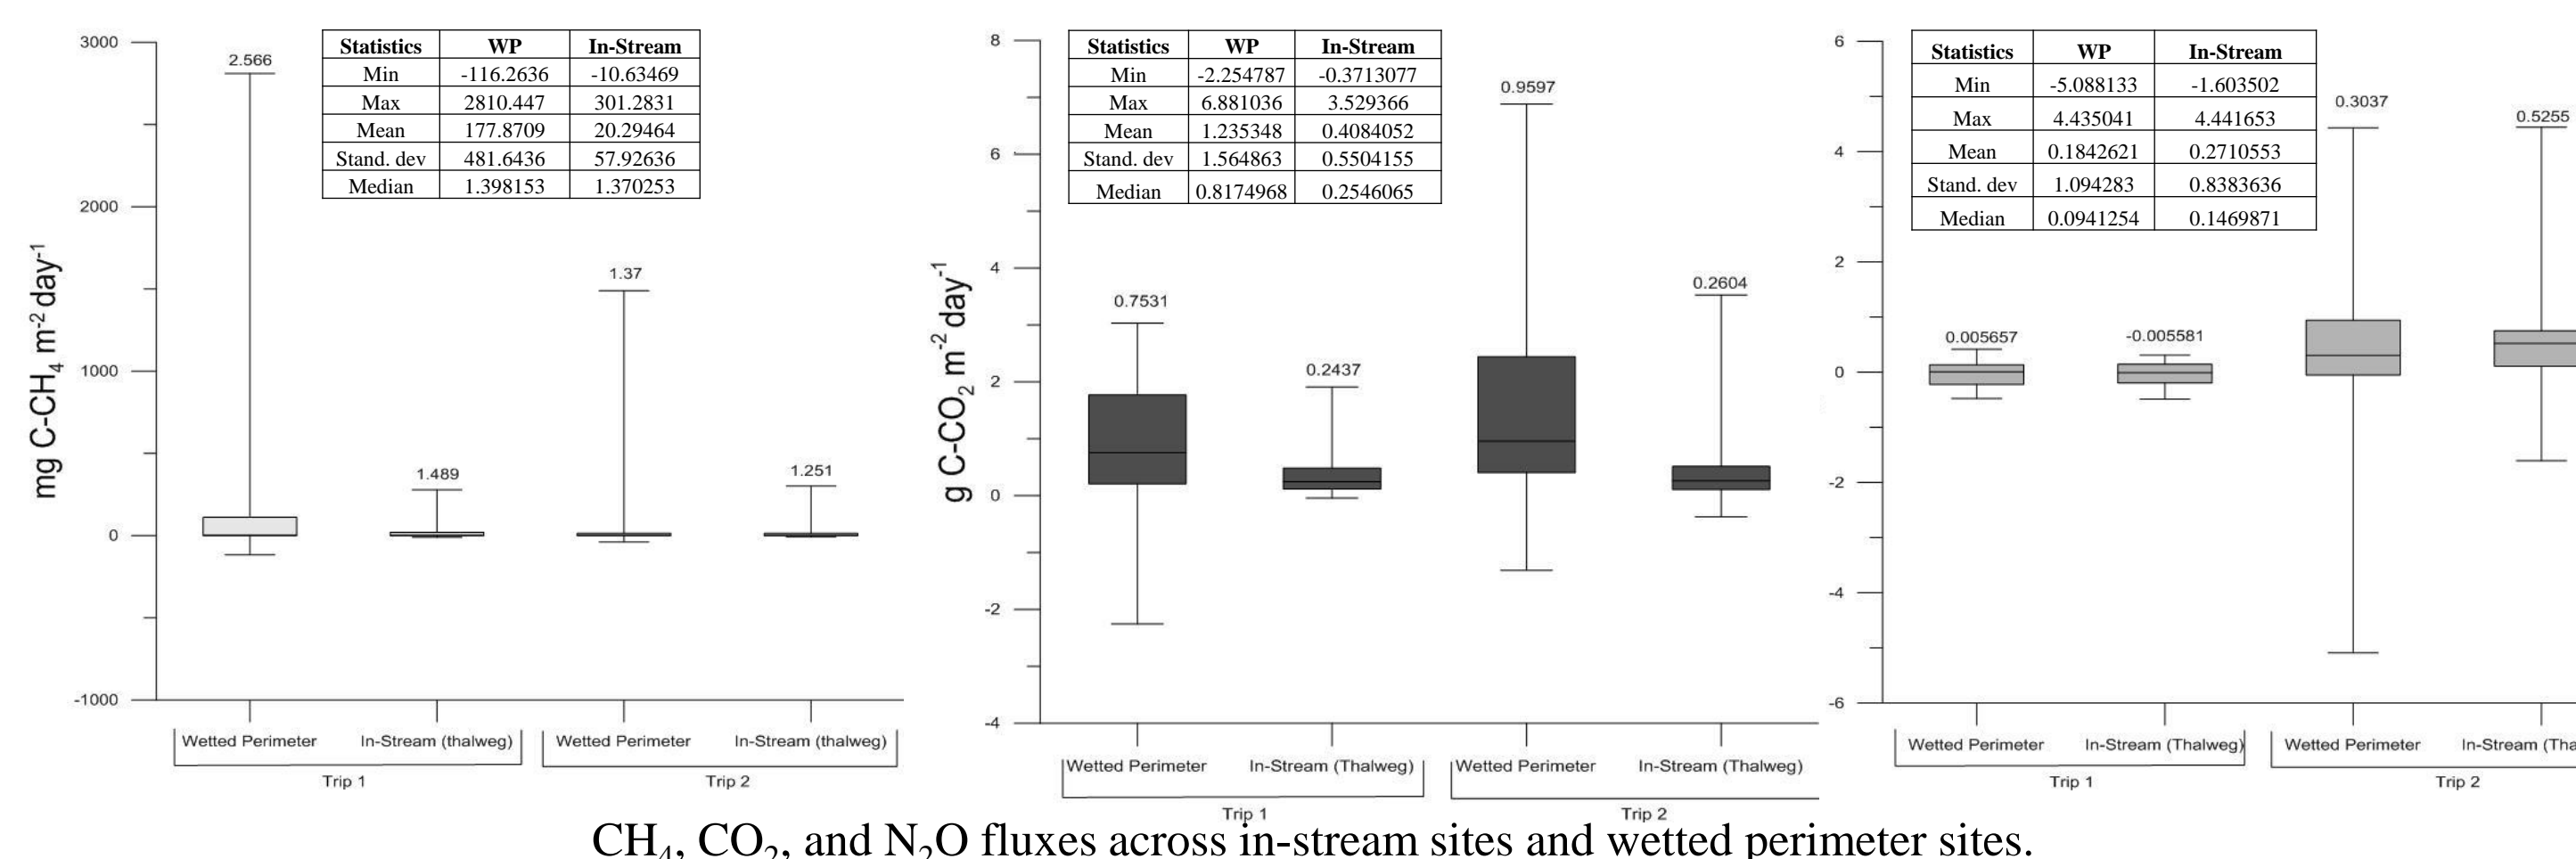 mg C-CH4 m-2 day-1
3000
2000
1000
0
-1000
2.566
1.489
1.37
1.251
Statistics WP In-Stream
Min -116.2636 -10.63469
Max 2810.447 301.2831
Mean 177.8709 20.29464
Stand. dev 481.6436 57.92636
Median 1.398153 1.370253
Wetted Perimeter In-Stream (thalweg) Wetted Perimeter In-Stream (thalweg)
Trip 1 Trip 2
g C-CO2 m-2 day-1
8
6
4
2
0
-2
-4
0.7531
0.2437
0.9597
0.2604
Statistics WP In-Stream
Min -2.254787 -0.3713077
Max 6.881036 3.529366
Mean 1.235348 0.4084052
Stand. dev 1.564863 0.5504155
Median 0.8174968 0.2546065
Wetted Perimeter In-Stream (Thalweg) Wetted Perimeter In-Stream (Thalweg)
Trip 1 Trip 2
6
4
2
0
-2
-4
-6
0.005657
-0.005581
0.3037
0.5255
Statistics WP In-Stream
Min -5.088133 -1.603502
Max 4.435041 4.441653
Mean 0.1842621 0.2710553
Stand. dev 1.094283 0.8383636
Median 0.0941254 0.1469871
Wetted Perimeter In-Stream (Thalweg) Wetted Perimeter In-Stream (Tha
Trip 1 Trip 2
CH4, CO2, and N2O fluxes across in-stream sites and wetted perimeter sites.